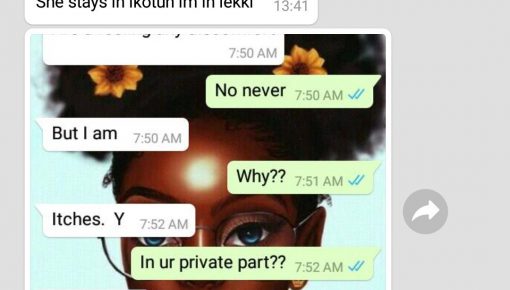 She stays in Ikotun im in lekki 13:41
7:50 AM
No never 7:50 AM
But I am 7:50 AM
Why?? 7:51 AM
Itches. Y 7:52 AM
In ur private part?? 7:52 AM